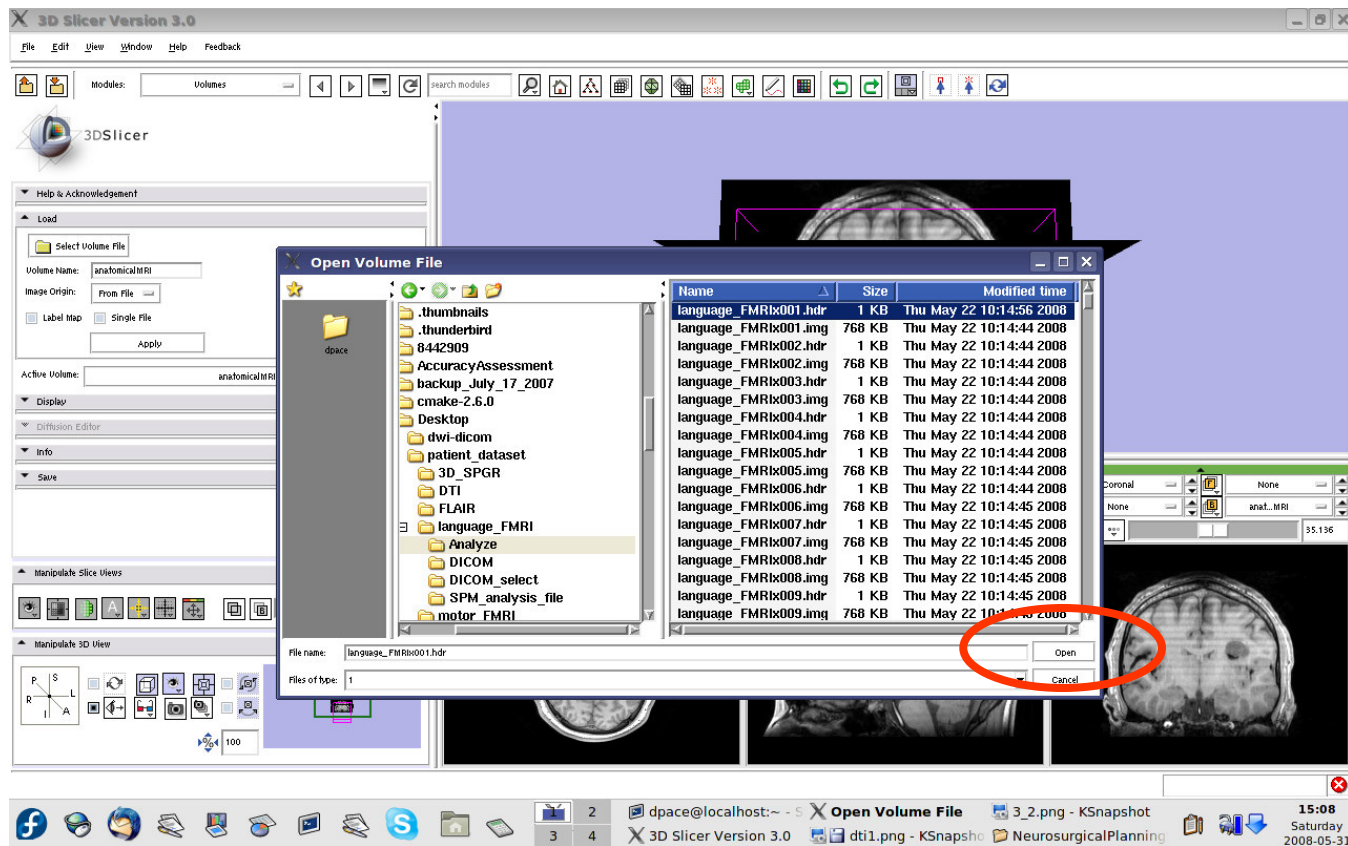 3D Slicer Version 3.0
File Edit View Window Help Feedback
Modules: Volumes search modules
3DSlicer
Help & Acknowledgement
Load
Select Volume File
Volume Name: anatomicalMRI
Image Origin: From File
Label Map Single File
Apply
Active Volume: anatomicalMRI
Display
Diffusion Editor
Info
Save
Manipulate Slice Views
Manipulate 3D View
P S
R L
I A
% 100
Open Volume File
dpace
.thumbnails
.thunderbird
8442909
AccuracyAssessment
backup_July_17_2007
cmake-2.6.0
Desktop
dwi-dicom
patient_dataset
3D_SPGR
DTI
FLAIR
language_FMRI
Analyze
DICOM
DICOM_select
SPM_analysis_file
motor_FMRI
Name Size Modified time
language_FMRIx001.hdr 1 KB Thu May 22 10:14:56 2008
language_FMRIx001.img 768 KB Thu May 22 10:14:44 2008
language_FMRIx002.hdr 1 KB Thu May 22 10:14:44 2008
language_FMRIx002.img 768 KB Thu May 22 10:14:44 2008
language_FMRIx003.hdr 1 KB Thu May 22 10:14:44 2008
language_FMRIx003.img 768 KB Thu May 22 10:14:44 2008
language_FMRIx004.hdr 1 KB Thu May 22 10:14:44 2008
language_FMRIx004.img 768 KB Thu May 22 10:14:44 2008
language_FMRIx005.hdr 1 KB Thu May 22 10:14:44 2008
language_FMRIx005.img 768 KB Thu May 22 10:14:44 2008
language_FMRIx006.hdr 1 KB Thu May 22 10:14:44 2008
language_FMRIx006.img 768 KB Thu May 22 10:14:44 2008
language_FMRIx007.hdr 1 KB Thu May 22 10:14:45 2008
language_FMRIx007.img 768 KB Thu May 22 10:14:45 2008
language_FMRIx008.hdr 1 KB Thu May 22 10:14:45 2008
language_FMRIx008.img 768 KB Thu May 22 10:14:45 2008
language_FMRIx009.hdr 1 KB Thu May 22 10:14:45 2008
language_FMRIx009.img 768 KB Thu May 22 10:14:45 2008
File name: language_FMRIx001.hdr Open
Files of type: 1 Cancel
Coronal None
None anat...MRI
35.136
1 2
3 4
dpace@localhost:~ - S
Open Volume File
3_2.png - KSnapshot
3D Slicer Version 3.0
dti1.png - KSnapsho
NeurosurgicalPlanning
15:08
Saturday
2008-05-31